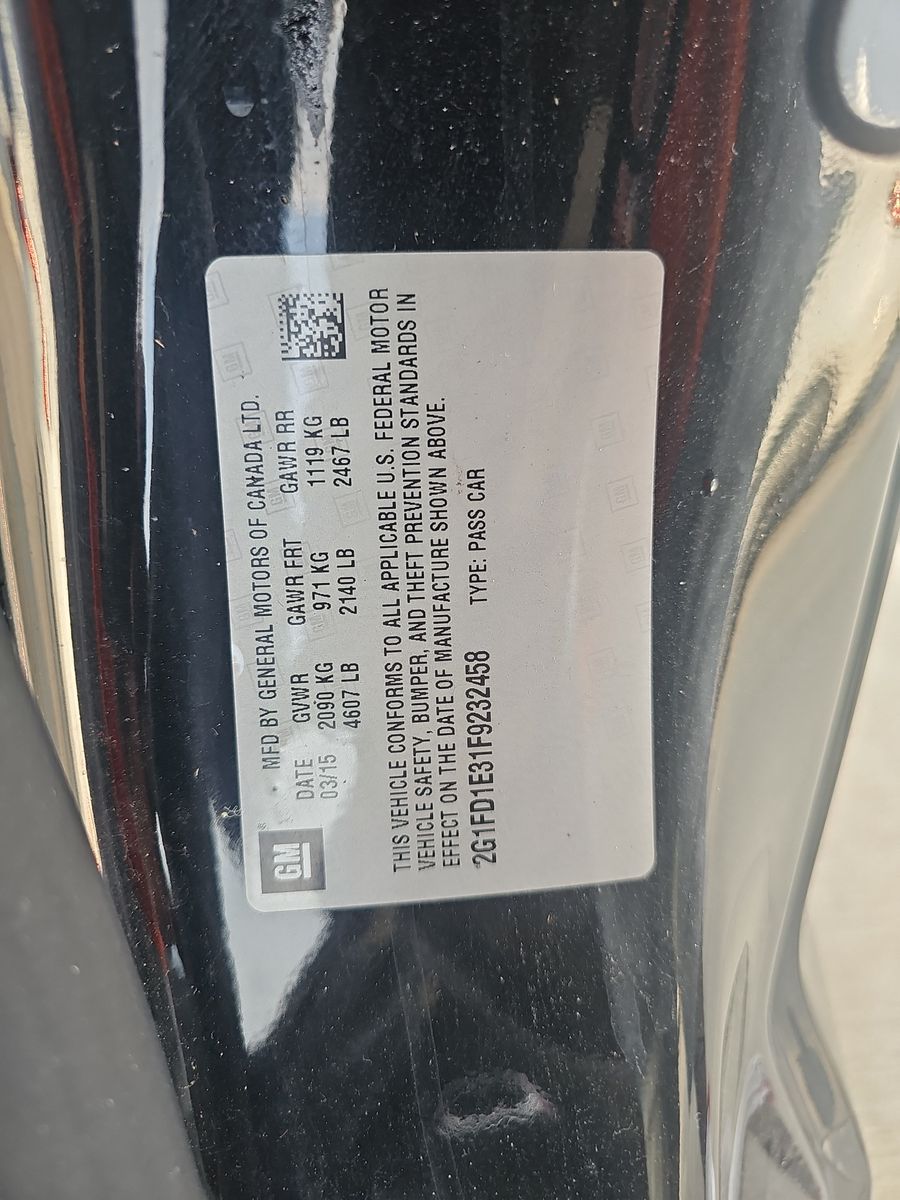 GM
MFD BY GENERAL MOTORS OF CANADA LTD.
DATE GVWR GAWR FRT GAWR RR
03/15 2090 KG 971 KG 1119 KG
4607 LB 2140 LB 2467 LB
THIS VEHICLE CONFORMS TO ALL APPLICABLE U.S. FEDERAL MOTOR
VEHICLE SAFETY, BUMPER, AND THEFT PREVENTION STANDARDS IN
EFFECT ON THE DATE OF MANUFACTURE SHOWN ABOVE.
2G1FD1E31F9232458 TYPE: PASS CAR